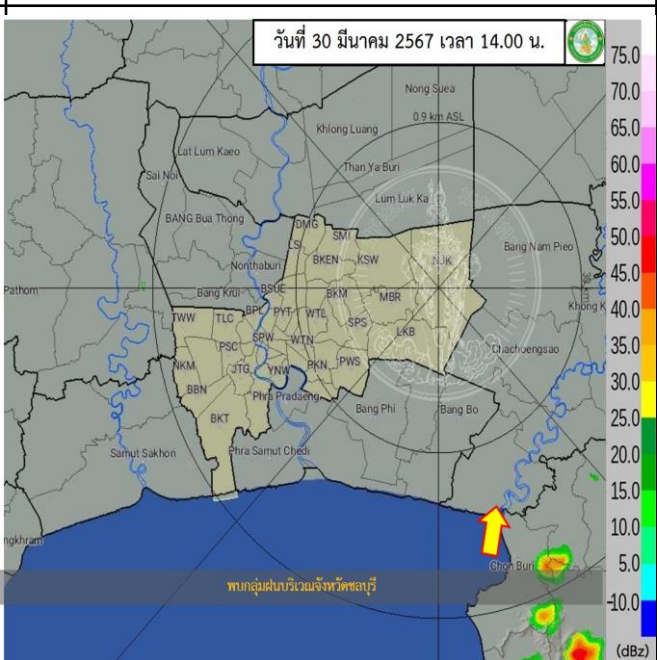 วันที่ 30 มีนาคม 2567 เวลา 14.00 น.
75.0
70.0
65.0
60.0
55.0
50.0
45.0
40.0
35.0
30.0
25.0
20.0
15.0
10.0
5.0
-10.0
(dBz)
Nong Suea
0.9 km ASL
Khlong Luang
Lat Lum Kaeo
Than Ya Buri
Sai Noi
Lum Luk Ka
BANG Bua Thong
DMG
SMI
LSI
Bang Nam Pieo
BKEN
KSW
NJK
Nonthaburi
Pathom
Bang Krui
BSUE
BKM
MBR
Khong K
TWW
TLC
BPL
PYT
WTL
SPS
LKB
SPW
WTN
PSC
Chachoengsao
NKM
JTG
YNW
PKN
PWS
BBN
Phra Pradaeng
BKT
Bang Phi
Bang Bo
Samut Sakhon
Phra Samut Chedi
ngkhram
Chon Buri
พบกลุ่มฝนบริเวณจังหวัดชลบุรี